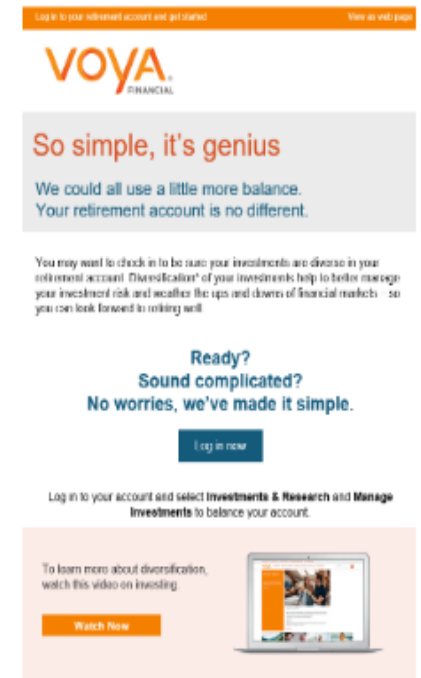 Log in to your retirement account and get started
View as web page
VOYA
FINANCIAL
So simple, it's genius
We could all use a little more balance.
Your retirement account is no different.
You may want to check in to be sure your investments are diverse in your
retirement account. Diversification* of your investments help to better manage
your investment risk and weather the ups and downs of financial markets so
you can look forward to retiring well
Ready?
Sound complicated?
No worries, we've made it simple.
Log in now
Log in to your account and select Investments & Research and Manage
Investments to balance your account.
To learn more about diversification,
watch this video on investing.
Watch Now